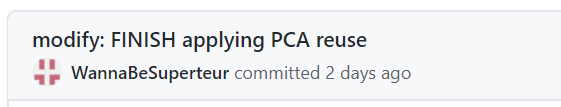 modify: FINISH applying PCA reuse
WannaBeSuperteur committed 2 days ago